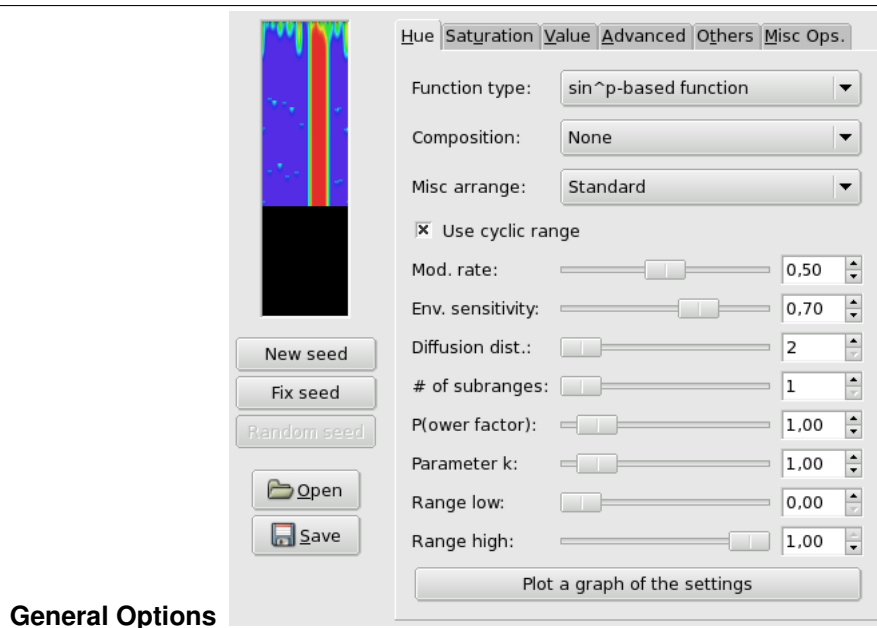 Hue Saturation Value Advanced Others Misc Ops.
Function type: sin^p-based function
Composition: None
Misc arrange: Standard
Use cyclic range
Mod. rate: 0,50
Env. sensitivity: 0,70
Diffusion dist.: 2
# of subranges: 1
P(ower factor): 1,00
Parameter k: 1,00
Range low: 0,00
Range high: 1,00
Plot a graph of the settings
New seed
Fix seed
Random seed
Open
Save
General Options